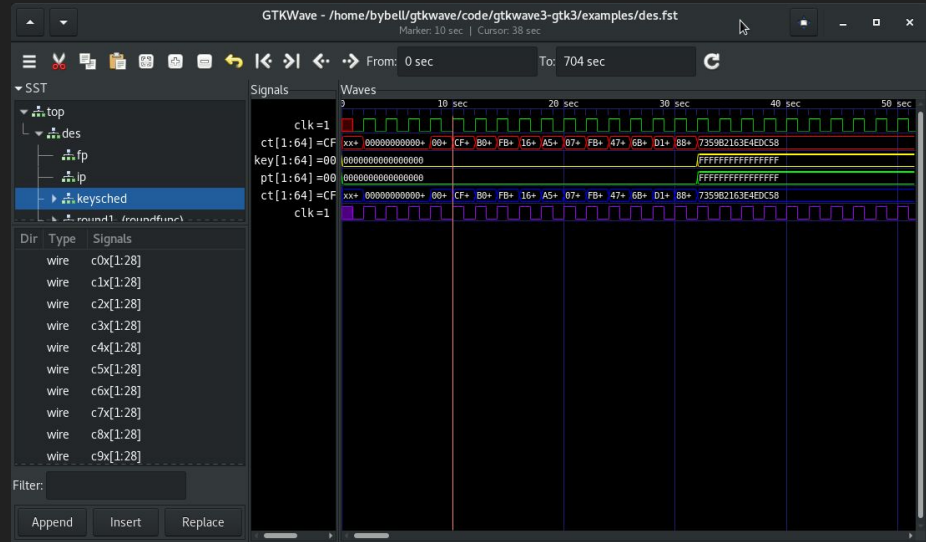 GTKWave - /home/bybell/gtkwave/code/gtkwave3-gtk3/examples/des.fst
Marker: 10 sec | Cursor: 38 sec
From: 0 sec To: 704 sec
SST
top
des
fp
ip
keysched
round1 (roundfunc)
Dir Type Signals
wire c0x[1:28]
wire c1x[1:28]
wire c2x[1:28]
wire c3x[1:28]
wire c4x[1:28]
wire c5x[1:28]
wire c6x[1:28]
wire c7x[1:28]
wire c8x[1:28]
wire c9x[1:28]
Filter:
Append Insert Replace
Signals
clk=1
ct[1:64]=CF
key[1:64]=00
pt[1:64]=00
ct[1:64]=CF
clk=1
Waves
10 sec 20 sec 30 sec 40 sec 50 sec
xx+ 00000000000+ 00+ CF+ B0+ FB+ 16+ A5+ 07+ FB+ 47+ 6B+ D1+ 88+ 7359B2163E4EDC58
0000000000000000 FFFFFFFFFFFFFFFF
0000000000000000 FFFFFFFFFFFFFFFF
xx+ 00000000000+ 00+ CF+ B0+ FB+ 16+ A5+ 07+ FB+ 47+ 6B+ D1+ 88+ 7359B2163E4EDC58